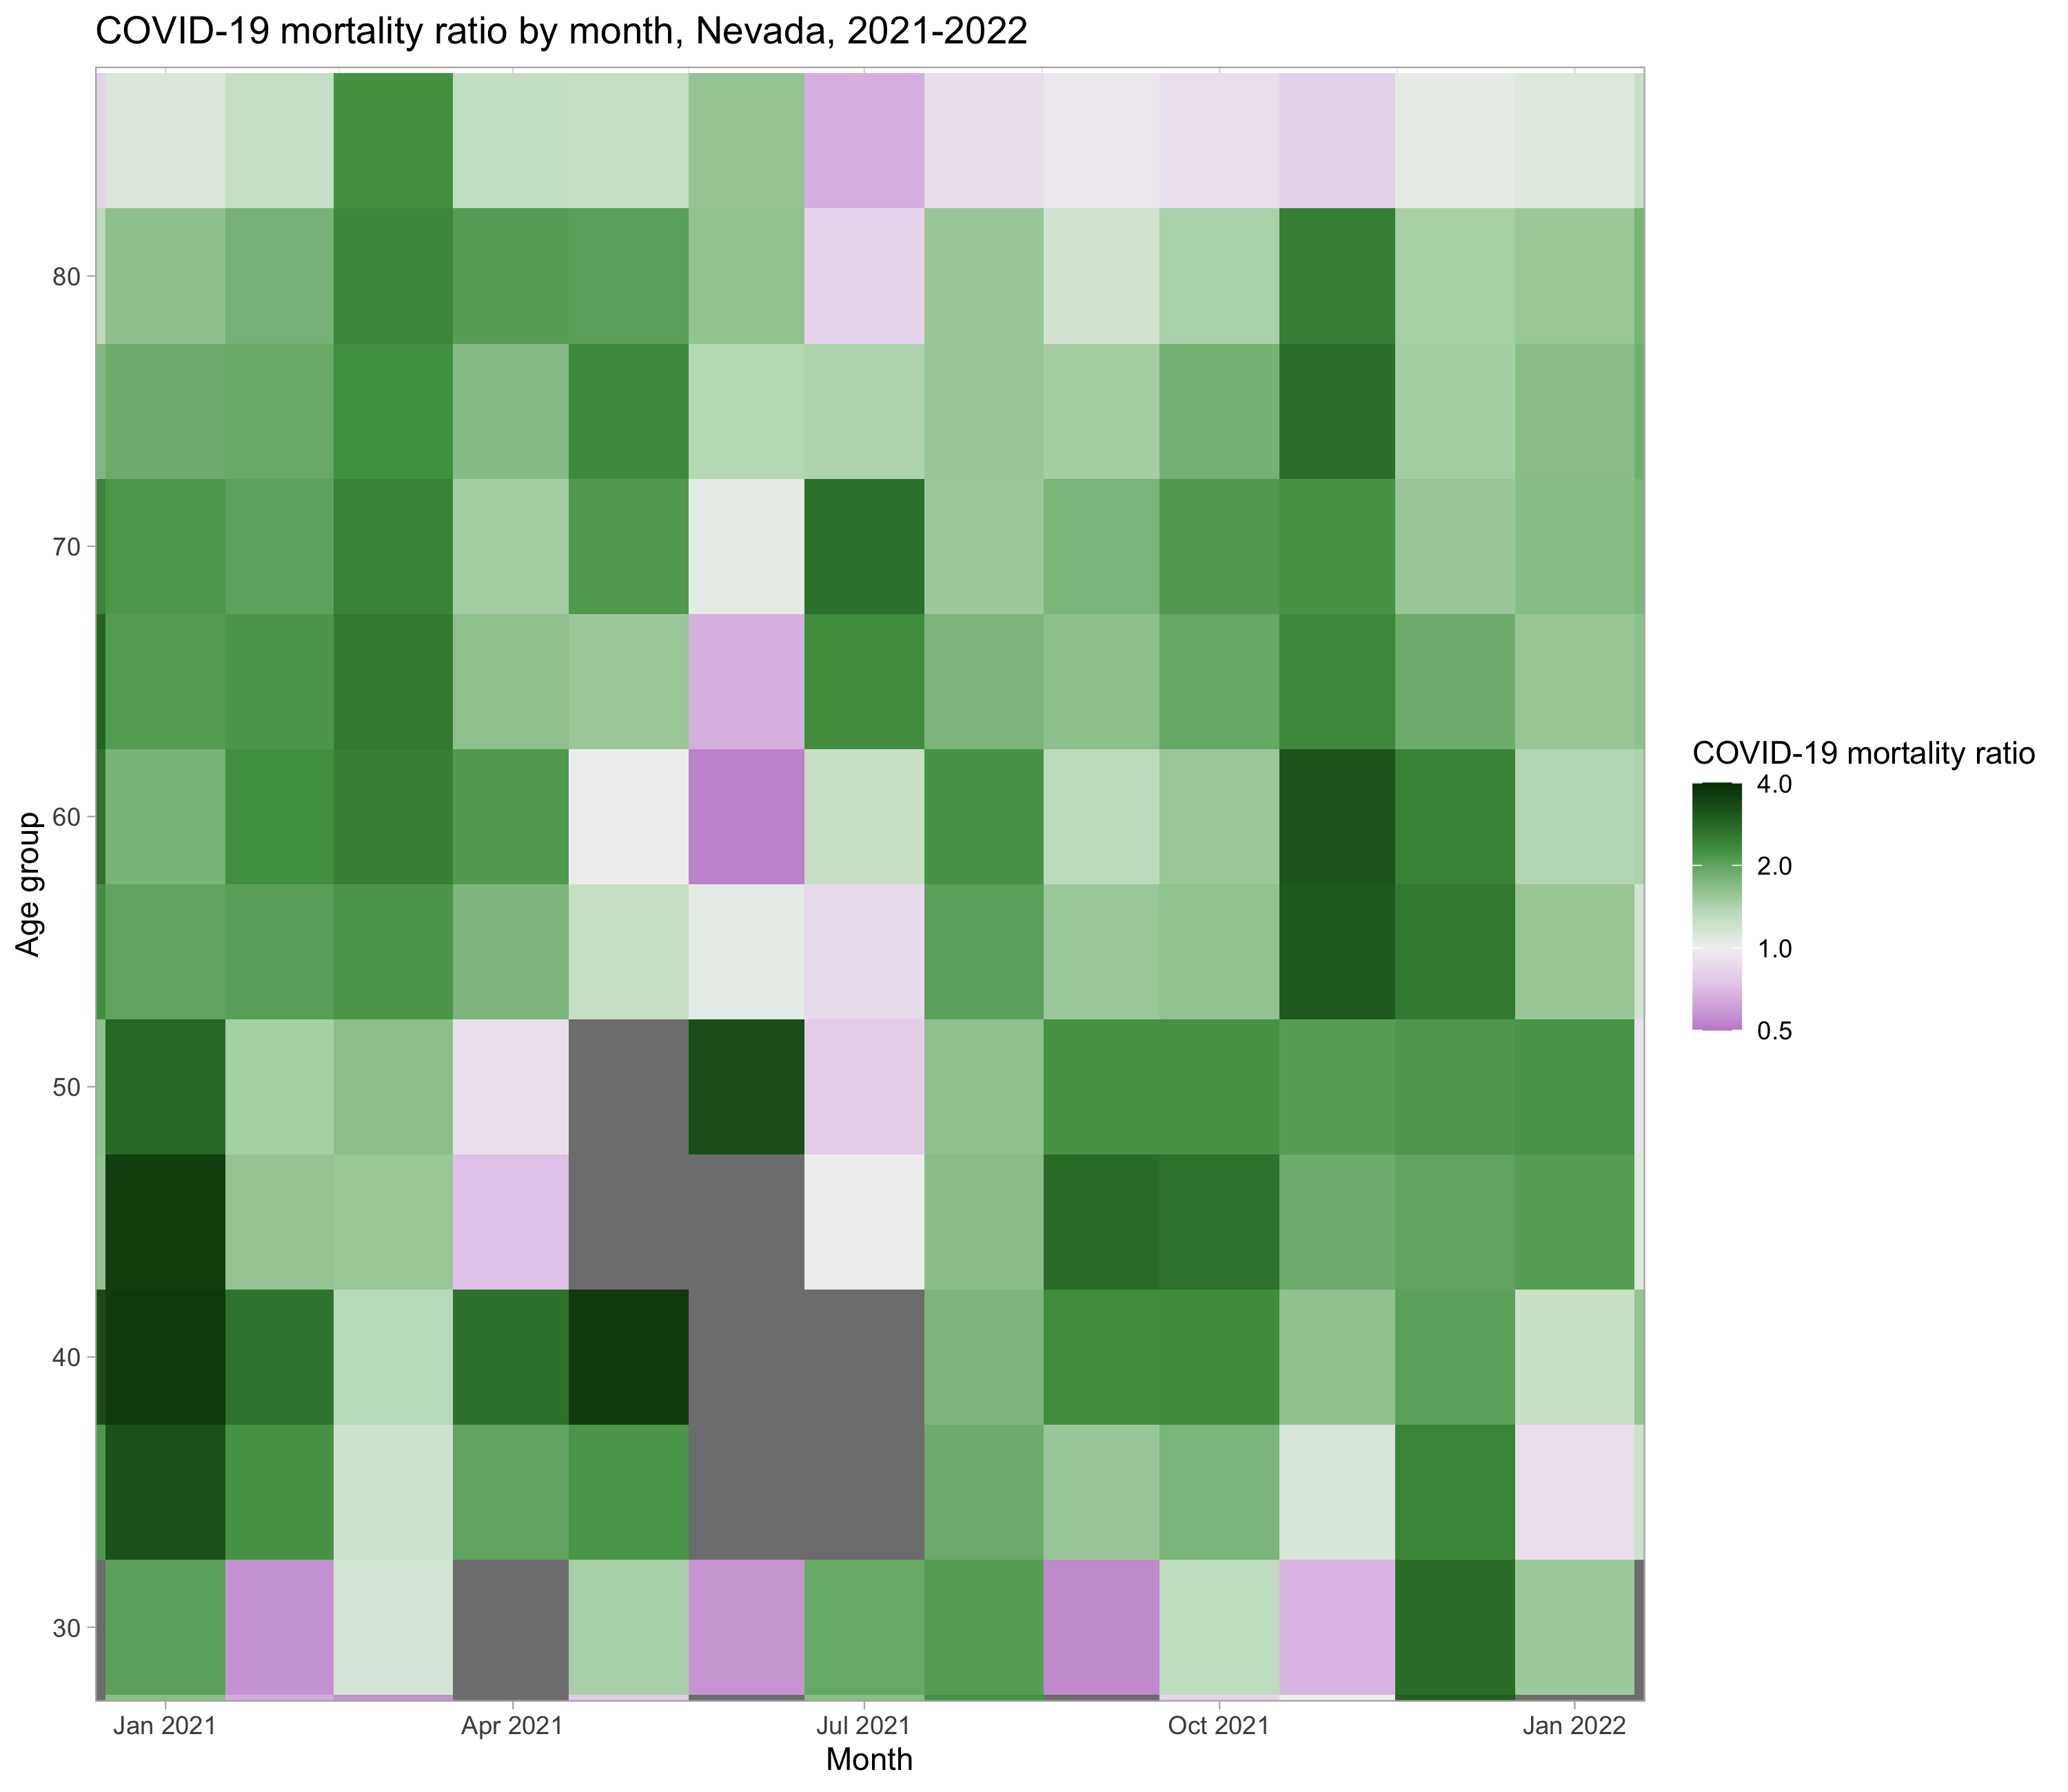 COVID-19 mortality ratio by month, Nevada, 2021-2022
80
70
60
50
40
30
Age group
Jan 2021 Apr 2021 Jul 2021 Oct 2021 Jan 2022
Month
COVID-19 mortality ratio
4.0
2.0
1.0
0.5